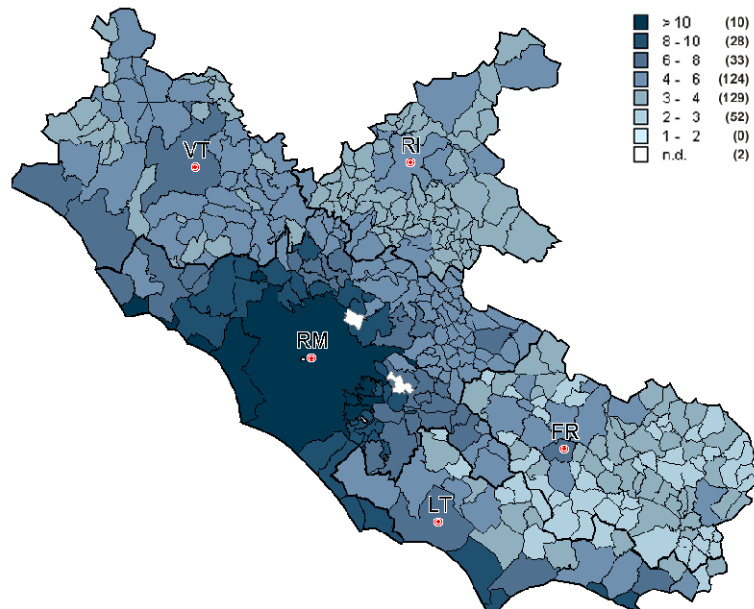 > 10 (10)
8 - 10 (28)
6 - 8 (33)
4 - 6 (124)
3 - 4 (129)
2 - 3 (52)
1 - 2 (0)
n.d. (2)
VT
RI
RM
FR
LT